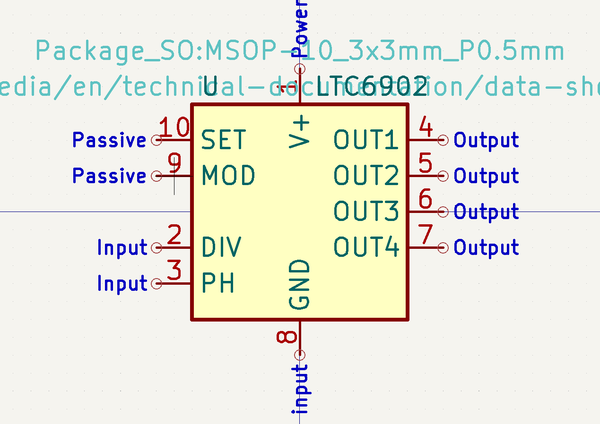 Power
Package_SO:MSOP-10_3x3mm_P0.5mm
edia/en/technical-documentation/data-she
U LTC6902
1
Passive 10 SET V+ OUT1 4 Output
Passive 9 MOD OUT2 5 Output
OUT3 6 Output
Input 2 DIV OUT4 7 Output
Input 3 PH GND
8
input